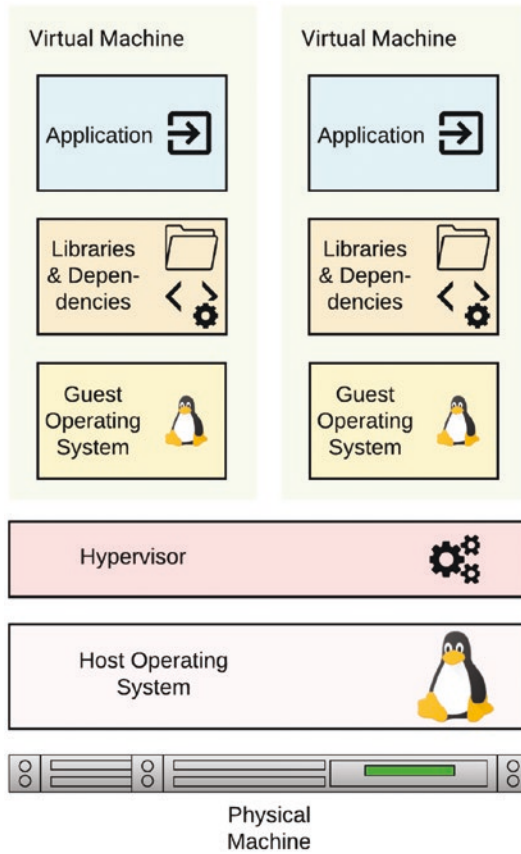 Virtual Machine
Application
Libraries
& Depen-
dencies
Guest
Operating
System
Virtual Machine
Application
Libraries
& Depen-
dencies
Guest
Operating
System
Hypervisor
Host Operating
System
Physical
Machine